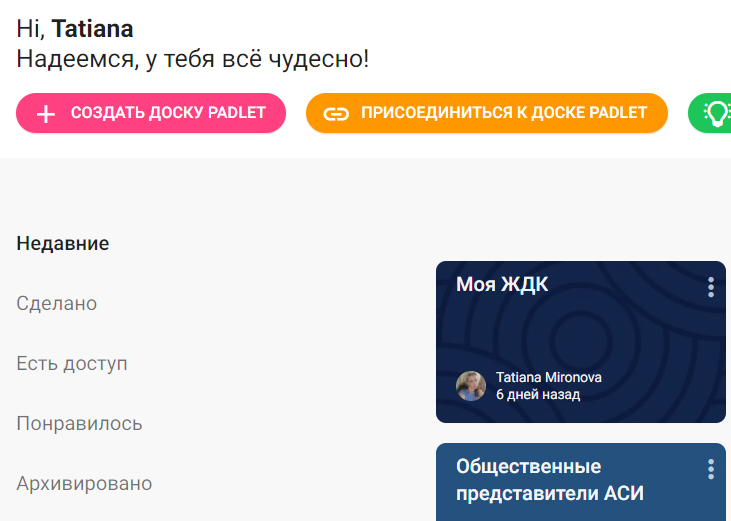 Hi, Tatiana
Надеемся, у тебя всё чудесно!
СОЗДАТЬ ДОСКУ PADLET
ПРИСОЕДИНИТЬСЯ К ДОСКЕ PADLET
Недавние
Сделано
Есть доступ
Понравилось
Архивировано
Моя ЖДК
Tatiana Mironova
6 дней назад
Общественные
представители АСИ